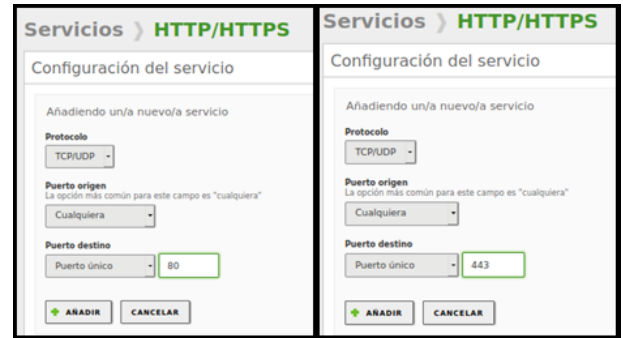 Servicios ) HTTP/HTTPS
Configuración del servicio
Añadiendo un/a nuevo/a servicio
Protocolo
TCP/UDP
Puerto origen
La opción más común para este campo es "cualquiera"
Cualquiera
Puerto destino
Puerto único 80
AÑADIR CANCELAR
Servicios ) HTTP/HTTPS
Configuración del servicio
Añadiendo un/a nuevo/a servicio
Protocolo
TCP/UDP
Puerto origen
La opción más común para este campo es "cualquiera"
Cualquiera
Puerto destino
Puerto único 443
AÑADIR CANCELAR